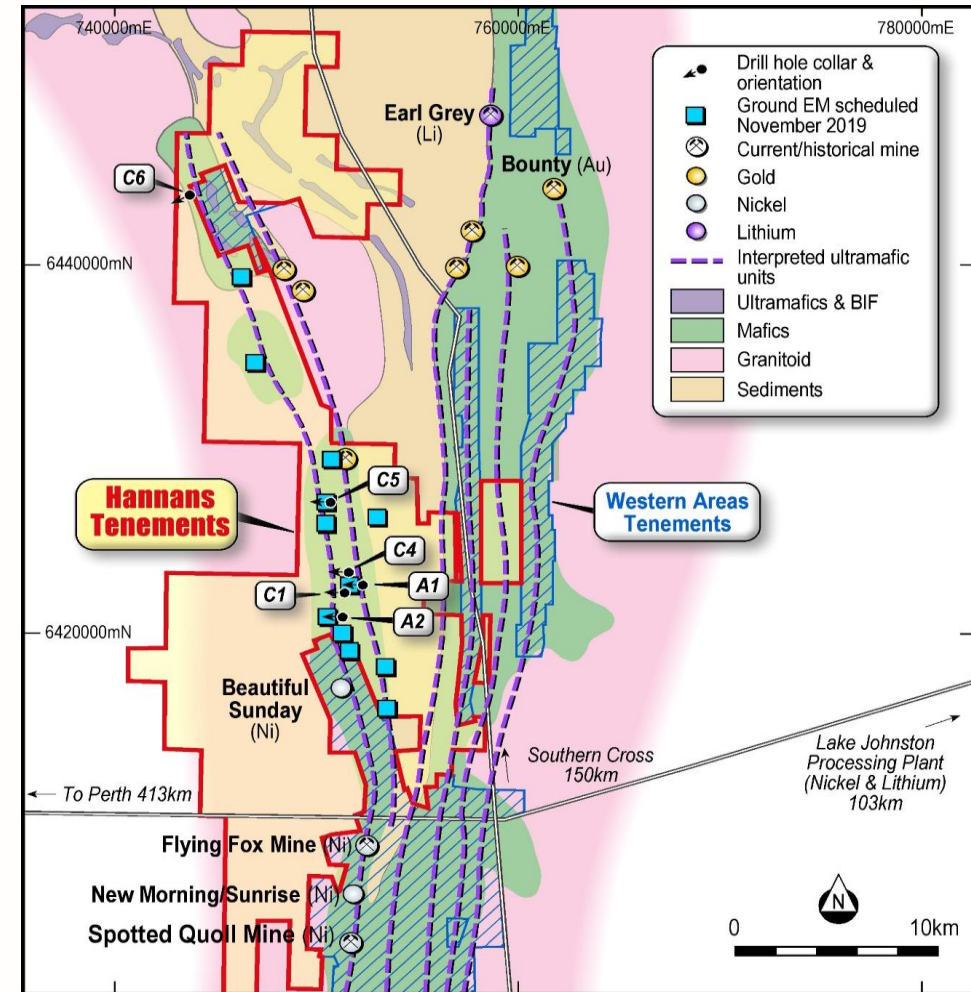 740000mE
760000mE
780000mE
Drill hole collar &
orientation
Ground EM scheduled
November 2019
Current/historical mine
Gold
Nickel
Lithium
Interpreted ultramafic
units
Ultramafics & BIF
Mafics
Granitoid
Sediments
Earl Grey
(Li)
Bounty (Au)
C6
6440000mN
Hannans
Tenements
C5
Western Areas
Tenements
C4
A1
C1
A2
6420000mN
Beautiful
Sunday
(Ni)
Southern Cross
150km
Lake Johnston
Processing Plant
(Nickel & Lithium)
103km
To Perth 413km
Flying Fox Mine (Ni)
New Morning/Sunrise (Ni)
Spotted Quoll Mine (Ni)
N
0
10km